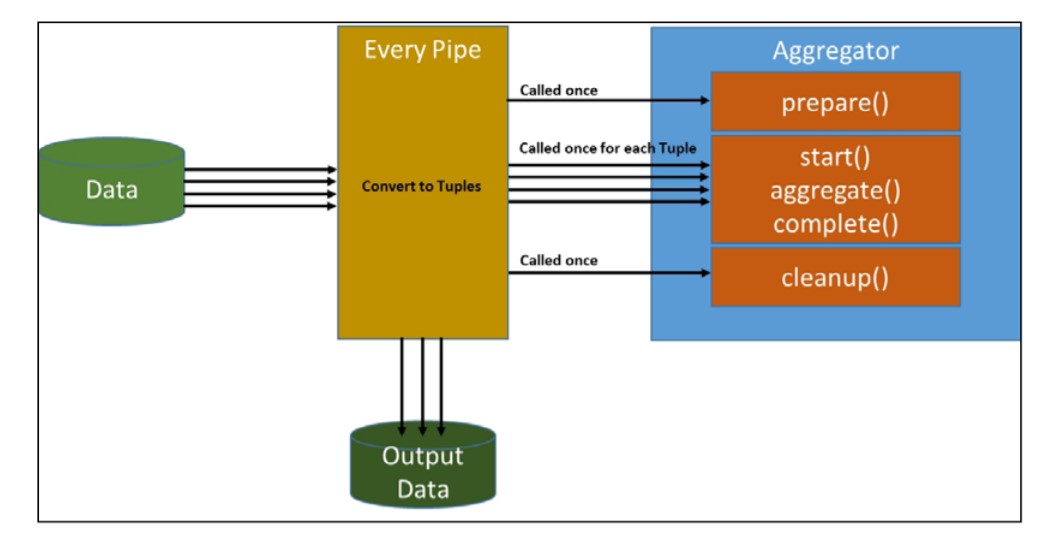 Every Pipe
Aggregator
Called once
prepare()
Called once for each Tuple
start()
Data
Convert to Tuples
aggregate()
complete()
Called once
cleanup()
Output
Data